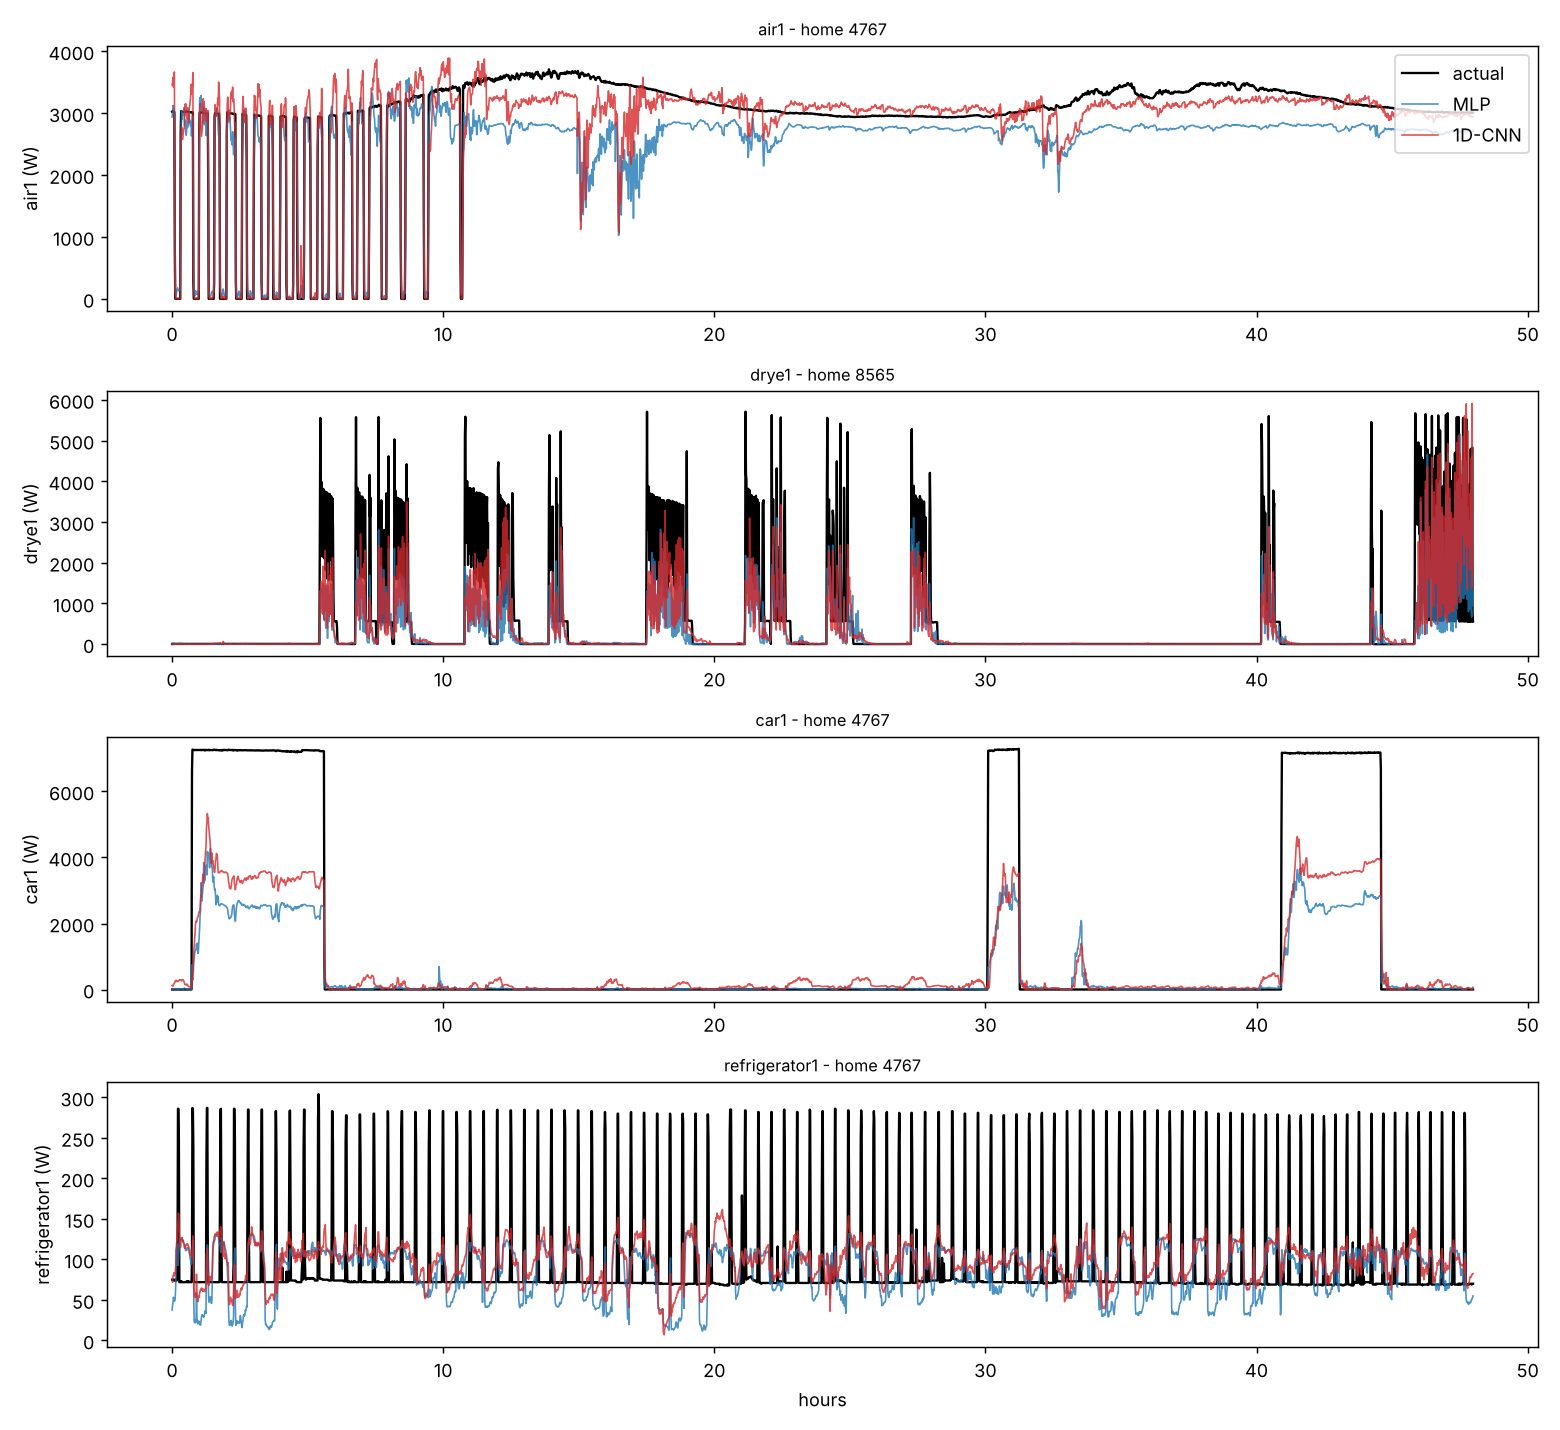 air1 - home 4767
air1 (W)
4000
3000
2000
1000
0
actual
MLP
1D-CNN
0 10 20 30 40 50
drye1 - home 8565
drye1 (W)
6000
5000
4000
3000
2000
1000
0
0 10 20 30 40 50
car1 - home 4767
car1 (W)
6000
4000
2000
0
0 10 20 30 40 50
refrigerator1 - home 4767
refrigerator1 (W)
300
250
200
150
100
50
0
0 10 20 30 40 50
hours